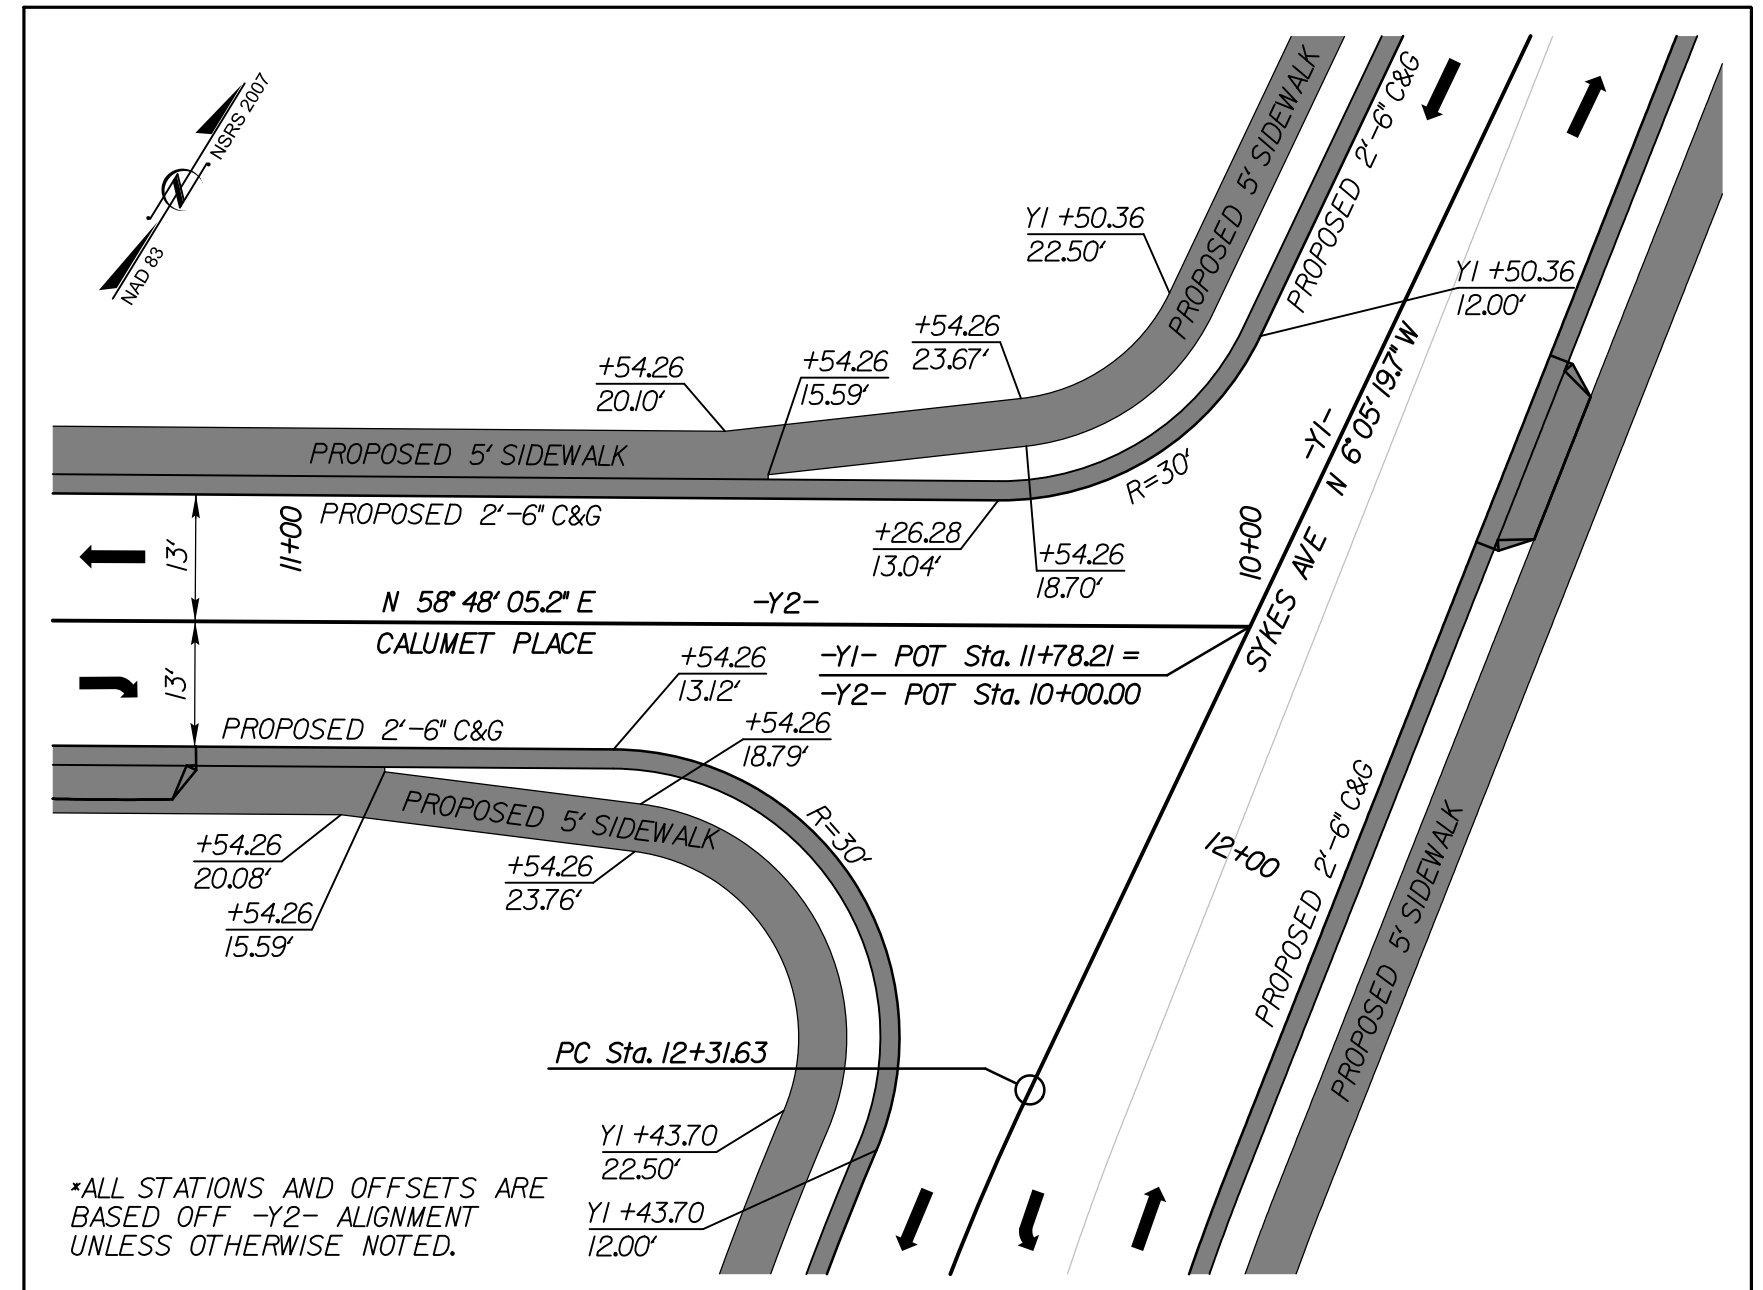 NSRS 2007
N
NAD 83
PROPOSED 5' SIDEWALK
PROPOSED 2'-6" C&G
Y1 +50.36
22.50'
Y1 +50.36
12.00'
+54.26
23.67'
+54.26
15.59'
+54.26
20.10'
PROPOSED 5' SIDEWALK
PROPOSED 2'-6" C&G
R=30'
-Y1-
N 6°05' 19.7" W
SYKES AVE
10+00
11+00
+26.28
13.04'
+54.26
18.70'
13'
13'
N 58°48' 05.2" E
-Y2-
CALUMET PLACE
-Y1- POT Sta. 11+78.21 =
-Y2- POT Sta. 10+00.00
+54.26
13.12'
+54.26
18.79'
PROPOSED 2'-6" C&G
PROPOSED 5' SIDEWALK
R=30'
+54.26
20.08'
+54.26
23.76'
+54.26
15.59'
12+00
PROPOSED 2'-6" C&G
PROPOSED 5' SIDEWALK
PC Sta. 12+31.63
Y1 +43.70
22.50'
Y1 +43.70
12.00'
*ALL STATIONS AND OFFSETS ARE
BASED OFF -Y2- ALIGNMENT
UNLESS OTHERWISE NOTED.